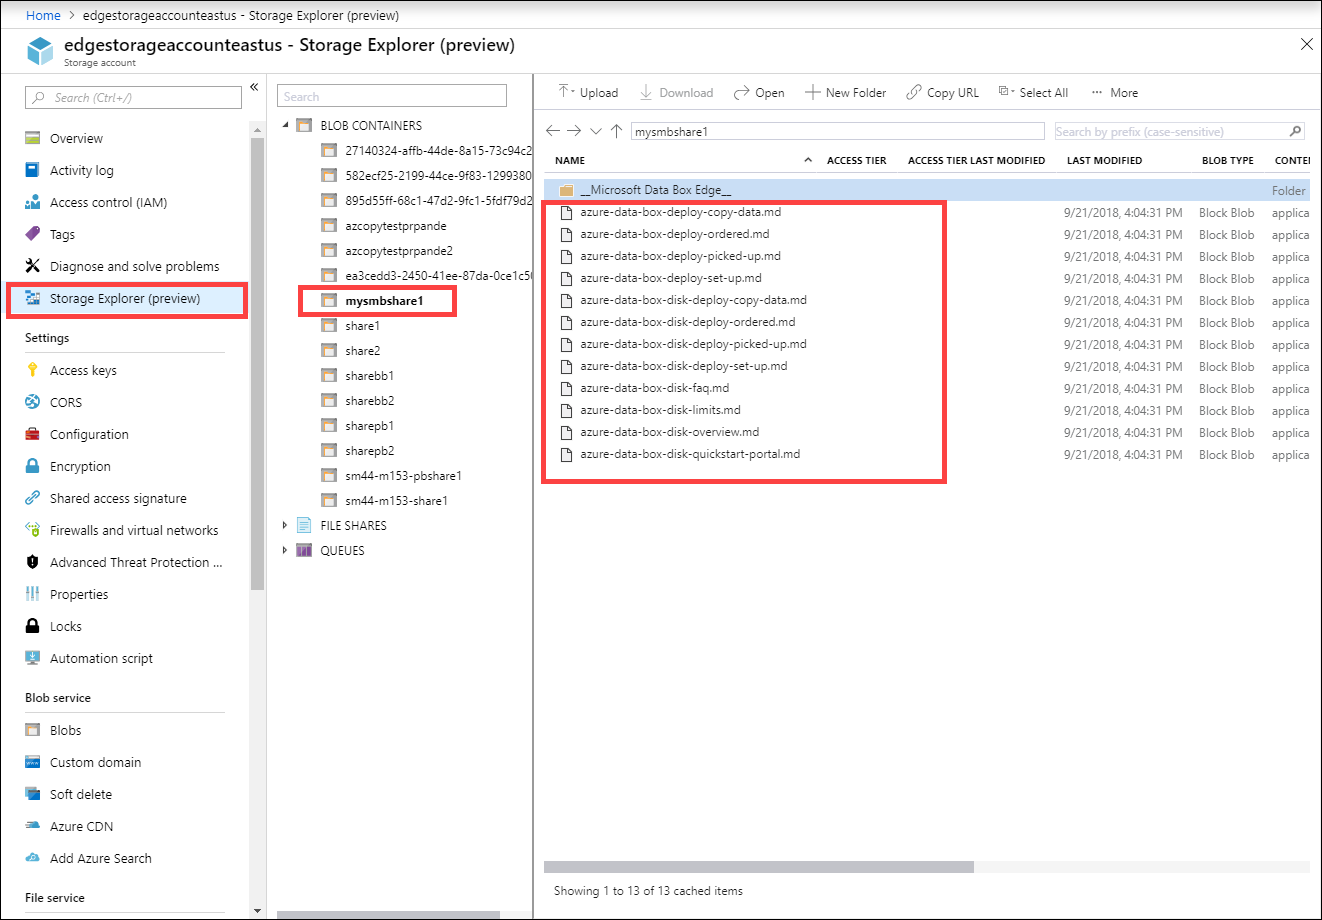 Home > edgestorageaccounteastus - Storage Explorer (preview)
edgestorageaccounteastus - Storage Explorer (preview)
Storage account
Search (Ctrl+/)
Overview
Activity log
Access control (IAM)
Tags
Diagnose and solve problems
Storage Explorer (preview)
Settings
Access keys
CORS
Configuration
Encryption
Shared access signature
Firewalls and virtual networks
Advanced Threat Protection ...
Properties
Locks
Automation script
Blob service
Blobs
Custom domain
Soft delete
Azure CDN
Add Azure Search
File service
Search
BLOB CONTAINERS
27140324-affb-44de-8a15-73c94c2
582ecf25-2199-44ce-9f83-1299380
895d55ff-68c1-47d2-9fc1-5fdf79d2
azcopytestprpande
azcopytestprpande2
ea3cedd3-2450-41ee-87da-0ce1c50
mysmbshare1
share1
share2
sharebb1
sharebb2
sharepb1
sharepb2
sm44-m153-pbshare1
sm44-m153-share1
FILE SHARES
QUEUES
Upload Download Open New Folder Copy URL Select All ... More
mysmbshare1 Search by prefix (case-sensitive)
NAME ACCESS TIER ACCESS TIER LAST MODIFIED LAST MODIFIED BLOB TYPE CONTEN
__Microsoft Data Box Edge__ Folder
azure-data-box-deploy-copy-data.md 9/21/2018, 4:04:31 PM Block Blob applica
azure-data-box-deploy-ordered.md 9/21/2018, 4:04:31 PM Block Blob applica
azure-data-box-deploy-picked-up.md 9/21/2018, 4:04:31 PM Block Blob applica
azure-data-box-deploy-set-up.md 9/21/2018, 4:04:31 PM Block Blob applica
azure-data-box-disk-deploy-copy-data.md 9/21/2018, 4:04:31 PM Block Blob applica
azure-data-box-disk-deploy-ordered.md 9/21/2018, 4:04:31 PM Block Blob applica
azure-data-box-disk-deploy-picked-up.md 9/21/2018, 4:04:31 PM Block Blob applica
azure-data-box-disk-deploy-set-up.md 9/21/2018, 4:04:31 PM Block Blob applica
azure-data-box-disk-faq.md 9/21/2018, 4:04:31 PM Block Blob applica
azure-data-box-disk-limits.md 9/21/2018, 4:04:31 PM Block Blob applica
azure-data-box-disk-overview.md 9/21/2018, 4:04:31 PM Block Blob applica
azure-data-box-disk-quickstart-portal.md 9/21/2018, 4:04:31 PM Block Blob applica
Showing 1 to 13 of 13 cached items